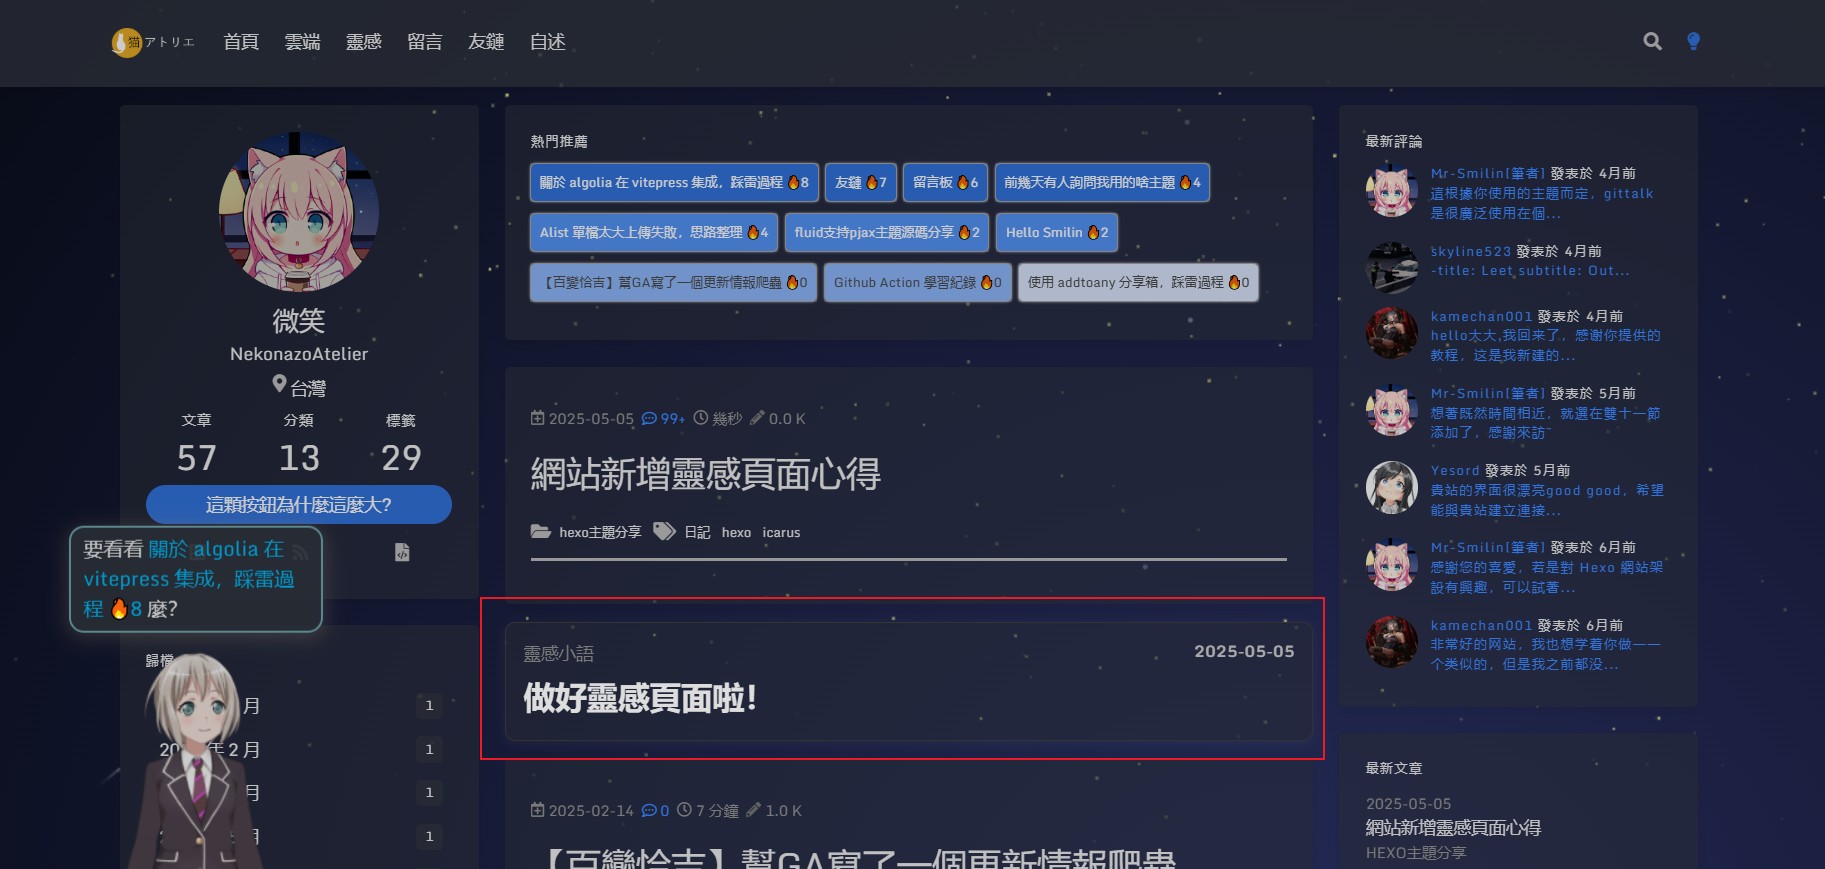 猫 アトリエ
首頁 雲端 靈感 留言 友鏈 自述
微笑
NekonazoAtelier
台灣
文章 分類 標籤
57 13 29
這顆按鈕為什麼這麼大?
要看看 關於 algolia 在
vitepress 集成，踩雷過
程 🔥8 麼？
歸檔
月 1
年 2 月 1
月 1
月 1
熱門推薦
關於 algolia 在 vitepress 集成，踩雷過程 🔥8
友鏈 🔥7
留言板 🔥6
前幾天有人詢問我用的啥主題 🔥4
Alist 單檔太大上傳失敗，思路整理 🔥4
fluid支持pjax主題源碼分享 🔥2
Hello Smilin 🔥2
【百變恰吉】幫GA寫了一個更新情報爬蟲 🔥0
Github Action 學習紀錄 🔥0
使用 addtoany 分享箱，踩雷過程 🔥0
2025-05-05 99+ 幾秒 0.0 K
網站新增靈感頁面心得
hexo主題分享 日記 hexo icarus
靈感小語 2025-05-05
做好靈感頁面啦！
2025-02-14 0 7 分鐘 1.0 K
【百變恰吉】幫GA寫了一個更新情報爬蟲
最新評論
Mr-Smilin[筆者] 發表於 4月前
這根據你使用的主題而定，gittalk
是很廣泛使用在個...
skyline523 發表於 4月前
-title: Leet subtitle: Out...
kamechan001 發表於 4月前
hello太大,我回来了，感谢你提供的
教程，这是我新建的...
Mr-Smilin[筆者] 發表於 5月前
想著既然時間相近，就選在雙十一節
添加了，感謝來訪~
Yesord 發表於 5月前
貴站的界面很漂亮good good，希望
能與貴站建立連接...
Mr-Smilin[筆者] 發表於 6月前
感謝您的喜愛，若是對 Hexo 網站架
設有興趣，可以試著...
kamechan001 發表於 6月前
非常好的网站，我也想学着你做一一
个类似的，但是我之前都没...
最新文章
2025-05-05
網站新增靈感頁面心得
HEXO主題分享